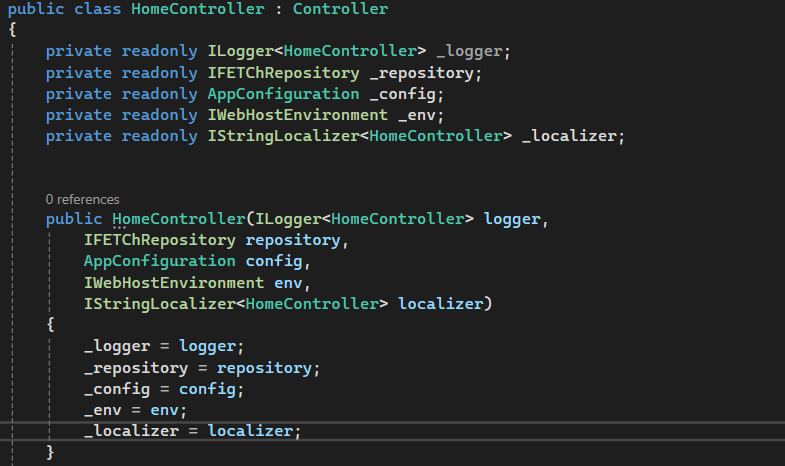 public class HomeController : Controller
{
private readonly ILogger<HomeController> _logger;
private readonly IFETChRepository _repository;
private readonly AppConfiguration _config;
private readonly IWebHostEnvironment _env;
private readonly IStringLocalizer<HomeController> _localizer;
0 references
public HomeController(ILogger<HomeController> logger,
IFETChRepository repository,
AppConfiguration config,
IWebHostEnvironment env,
IStringLocalizer<HomeController> localizer)
{
_logger = logger;
_repository = repository;
_config = config;
_env = env;
_localizer = localizer;
}